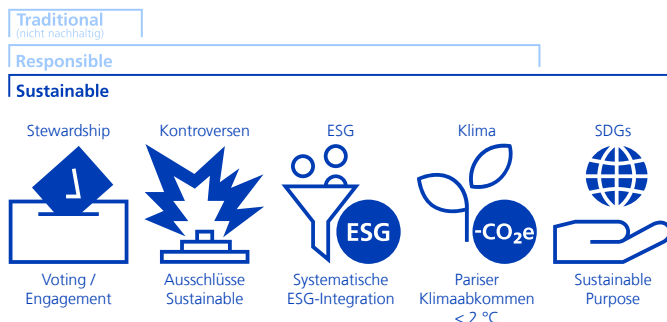 Traditional
(nicht nachhaltig)
Responsible
Sustainable
Stewardship
Kontroversen
ESG
Klima
SDGs
ESG
-CO₂e
Voting /
Engagement
Ausschlüsse
Sustainable
Systematische
ESG-Integration
Pariser
Klimaabkommen
< 2 °C
Sustainable
Purpose